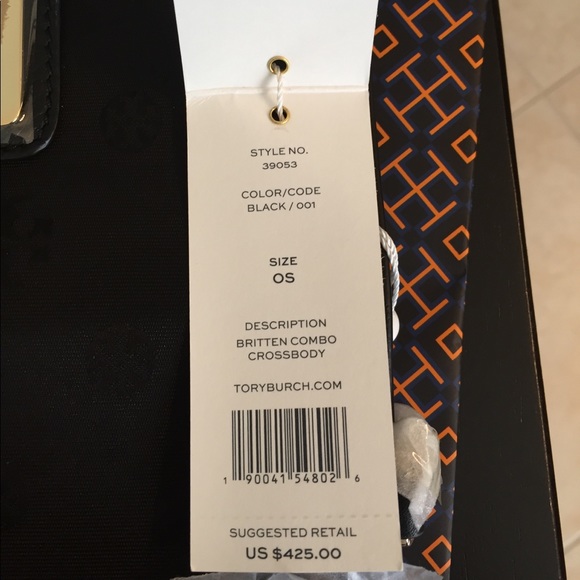 STYLE NO.
39053
COLOR/CODE
BLACK / 001
SIZE
OS
DESCRIPTION
BRITTEN COMBO
CROSSBODY
TORYBURCH.COM
1 90041 54802 6
SUGGESTED RETAIL
US $425.00